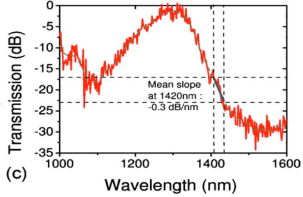 0
-5
-10
-15
-20
-25
-30
-35
Transmission (dB)
Mean slope
at 1420nm :
-0.3 dB/nm
1000
1200
1400
1600
(c)
Wavelength (nm)